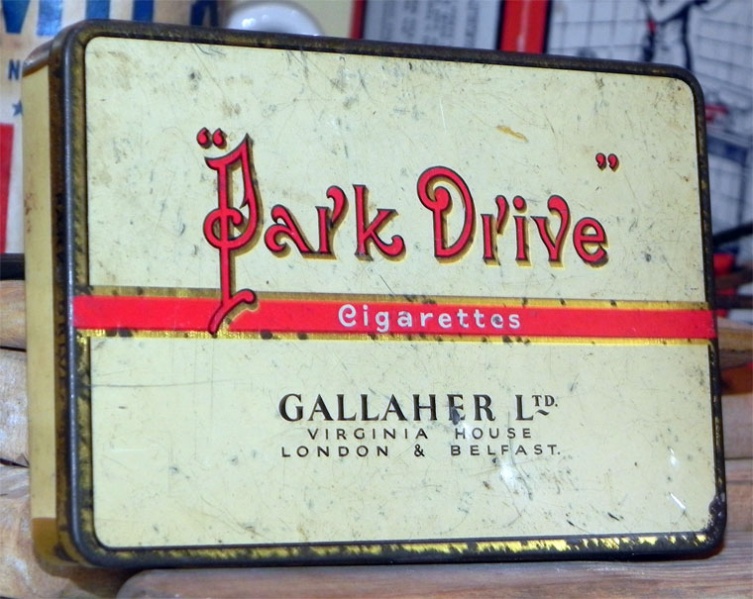 "Park Drive"
Cigarettes
GALLAHER LTD.
VIRGINIA HOUSE
LONDON & BELFAST.